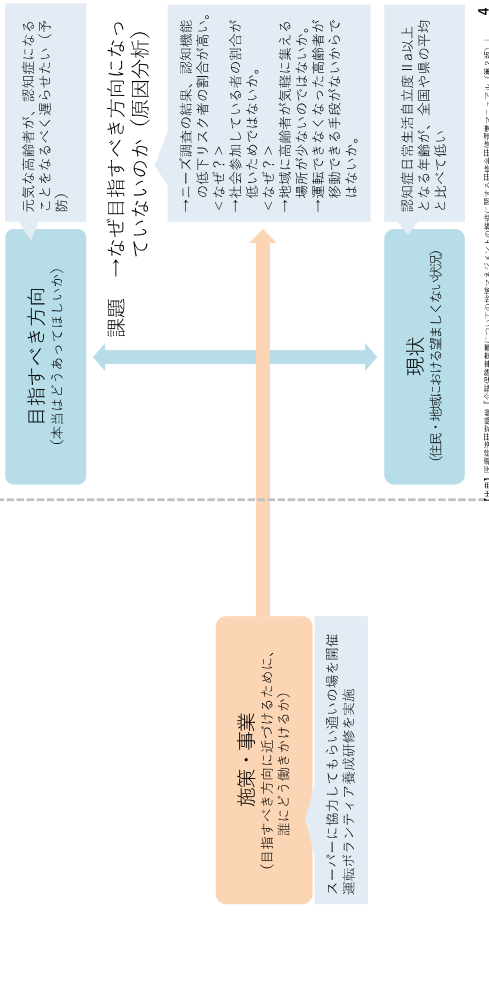 目指すべき方向
(本当はどうあってほしいか)
元気な高齢者が、認知症になる
ことをなるべく遅らせたい（予
防）
課題
→なぜ目指すべき方向になっ
ていないのか（原因分析）
→ニーズ調査の結果、認知機能
の低下リスク者の割合が高い。
＜なぜ？＞
→社会参加している者の割合が
低いためではないか。
＜なぜ？＞
→地域に高齢者が気軽に集える
場所が少ないのではないか。
→運転できなくなった高齢者が
移動できる手段がないからで
はないか。
施策・事業
(目指すべき方向に近づけるために、
誰にどう働きかけるか)
スーパーに協力してもらい通いの場を開催
運転ボランティア養成研修を実施
現状
(住民・地域における望ましくない状況)
認知症日常生活自立度Ⅱa以上
となる年齢が、全国や県の平均
と比べて低い
4